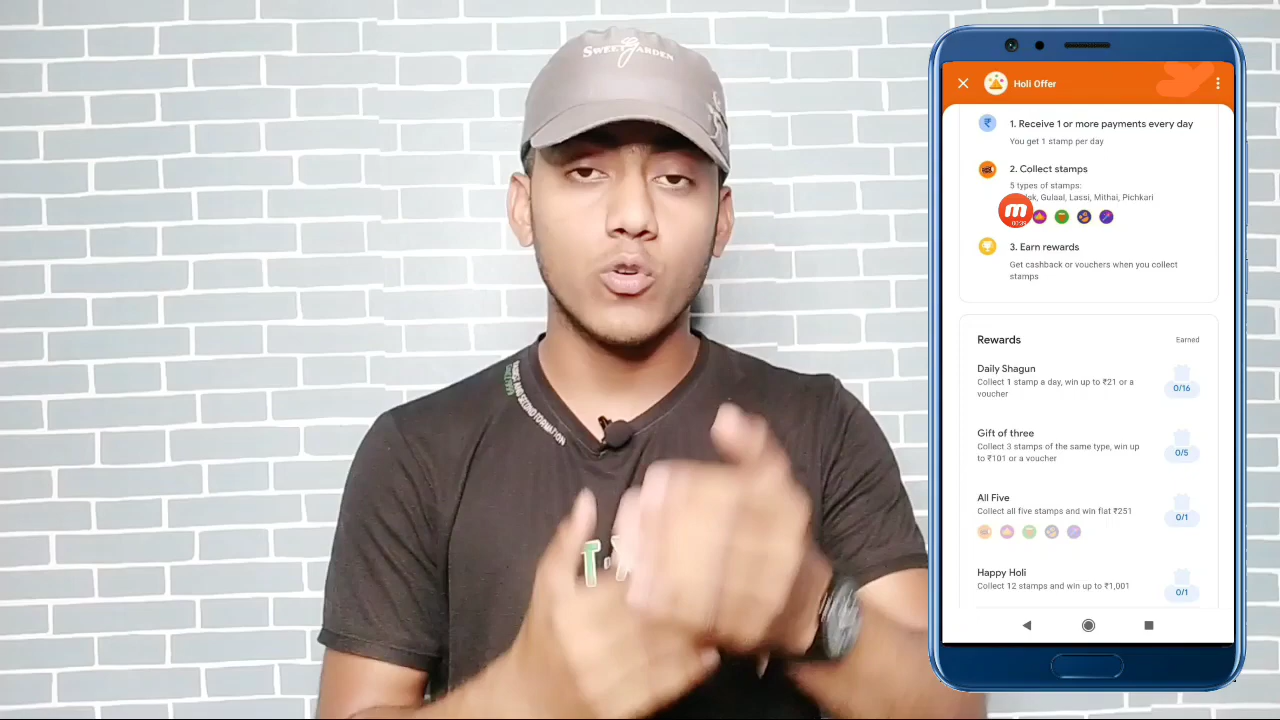 SWEET GARDEN
Holi Offer
1. Receive 1 or more payments every day
You get 1 stamp per day
2. Collect stamps
5 types of stamps:
Gulaal, Lassi, Mithai, Pichkari
3. Earn rewards
Get cashback or vouchers when you collect
stamps
Rewards
Earned
Daily Shagun
Collect 1 stamp a day, win up to ₹21 or a
voucher
0/16
Gift of three
Collect 3 stamps of the same type, win up
to ₹101 or a voucher
0/5
All Five
Collect all five stamps and win flat ₹251
0/1
Happy Holi
Collect 12 stamps and win up to ₹1,001
0/1